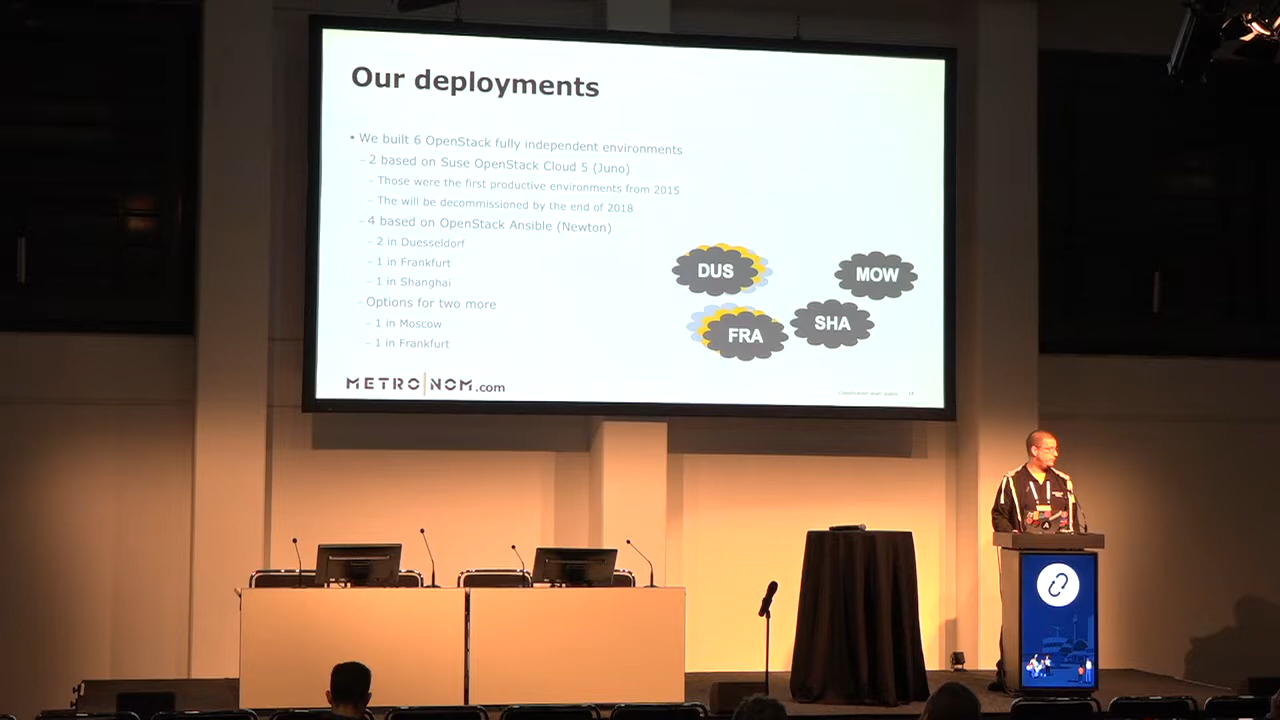 Our deployments
• We built 6 OpenStack fully independent environments
– 2 based on Suse OpenStack Cloud 5 (Juno)
– Those were the first productive environments from 2015
– The will be decommissioned by the end of 2018
– 4 based on OpenStack Ansible (Newton)
– 2 in Duesseldorf
– 1 in Frankfurt
– 1 in Shanghai
– Options for two more
– 1 in Moscow
– 1 in Frankfurt
DUS
MOW
FRA
SHA
METRO NOM.com